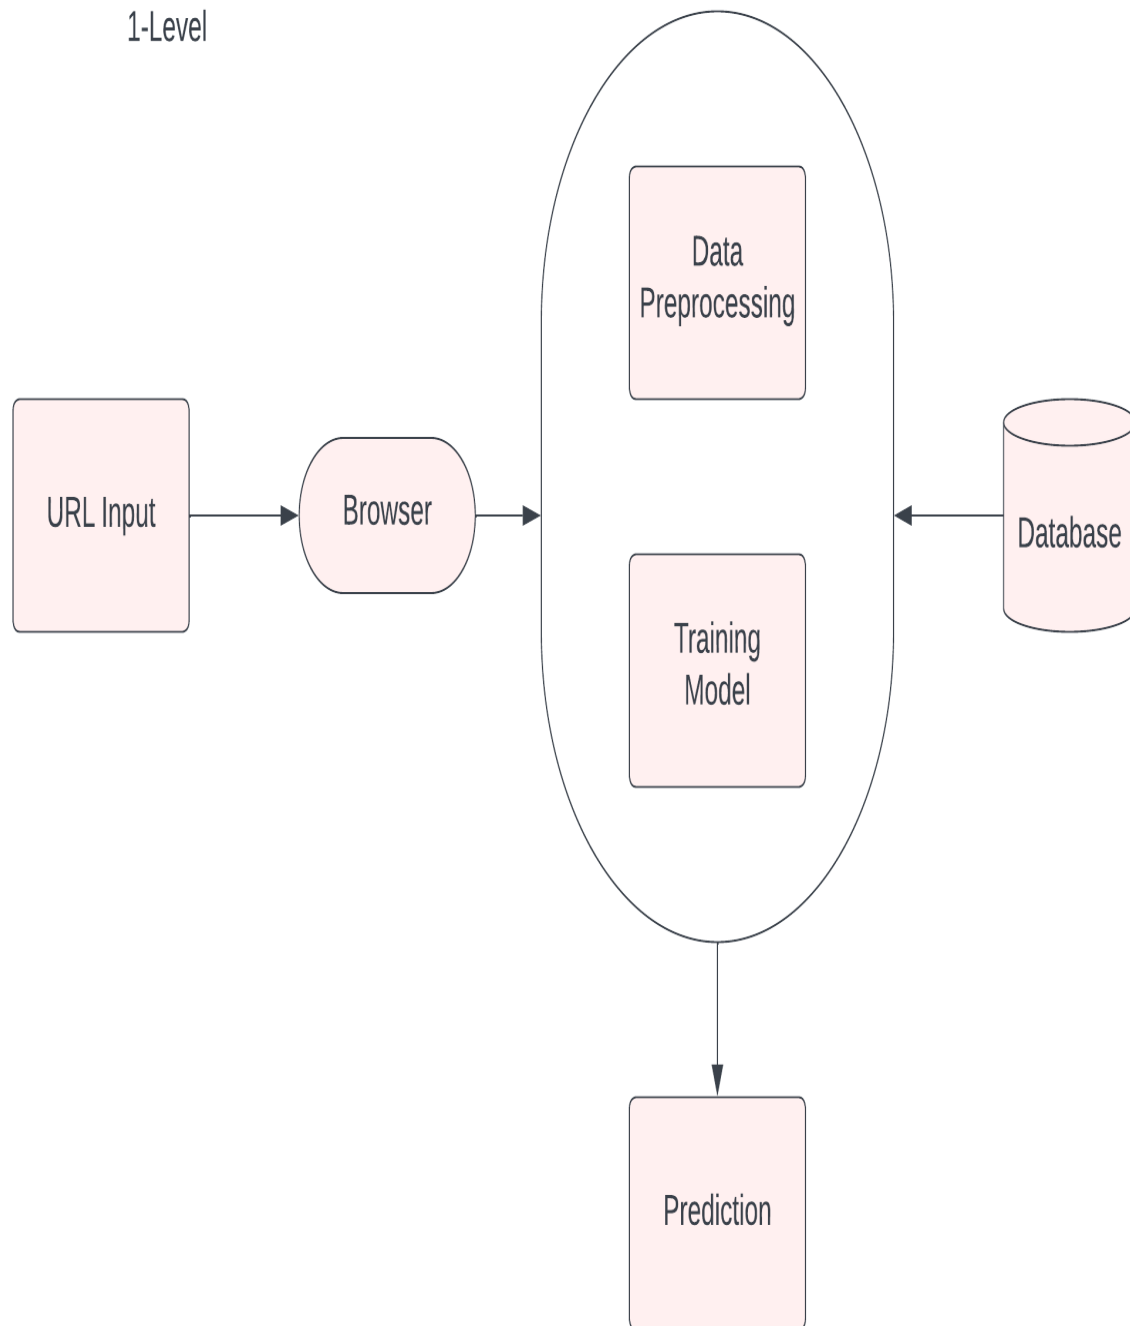 1-Level
Data
Preprocessing
URL Input
Browser
Database
Training
Model
Prediction